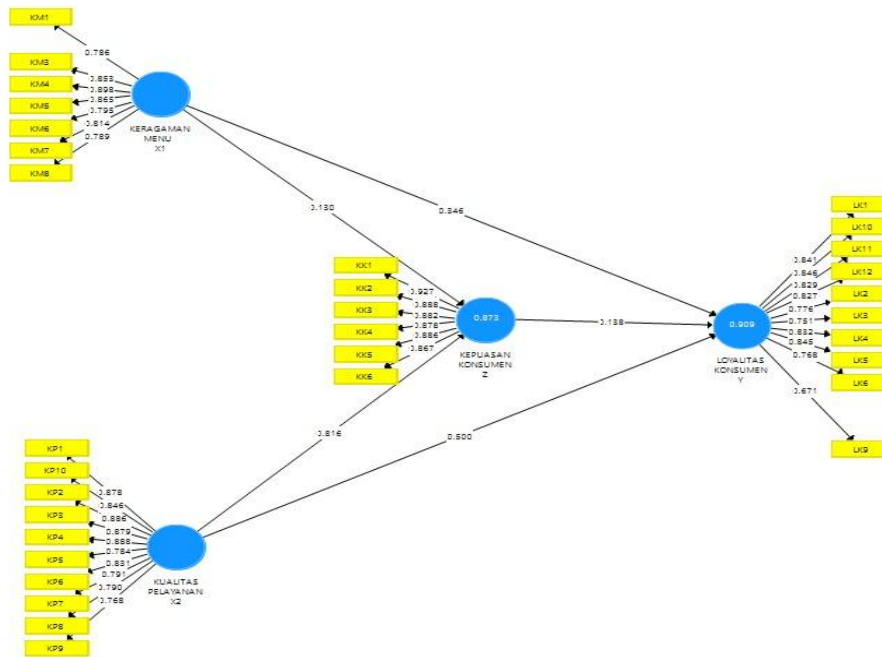 KM1
0.786
KM3
KM4
KM5
KM6
KM7
KM8
0.853
0.898
0.865
0.795
0.814
0.789
KERAGAMAN
MENU
X1
0.130
0.346
KK1
KK2
KK3
KK4
KK5
KK6
0.927
0.888
0.882
0.878
0.886
0.867
0.873
KEPUASAN
KONSUMEN
Z
0.138
0.909
LOYALITAS
KONSUMEN
Y
LK1
LK10
LK11
LK12
LK2
LK3
LK4
LK5
LK6
LK9
0.841
0.846
0.829
0.827
0.776
0.751
0.832
0.845
0.768
0.671
0.816
0.500
KP1
KP10
KP2
KP3
KP4
KP5
KP6
KP7
KP8
KP9
0.878
0.846
0.886
0.879
0.888
0.784
0.831
0.791
0.790
0.768
KUALITAS
PELAYANAN
X2